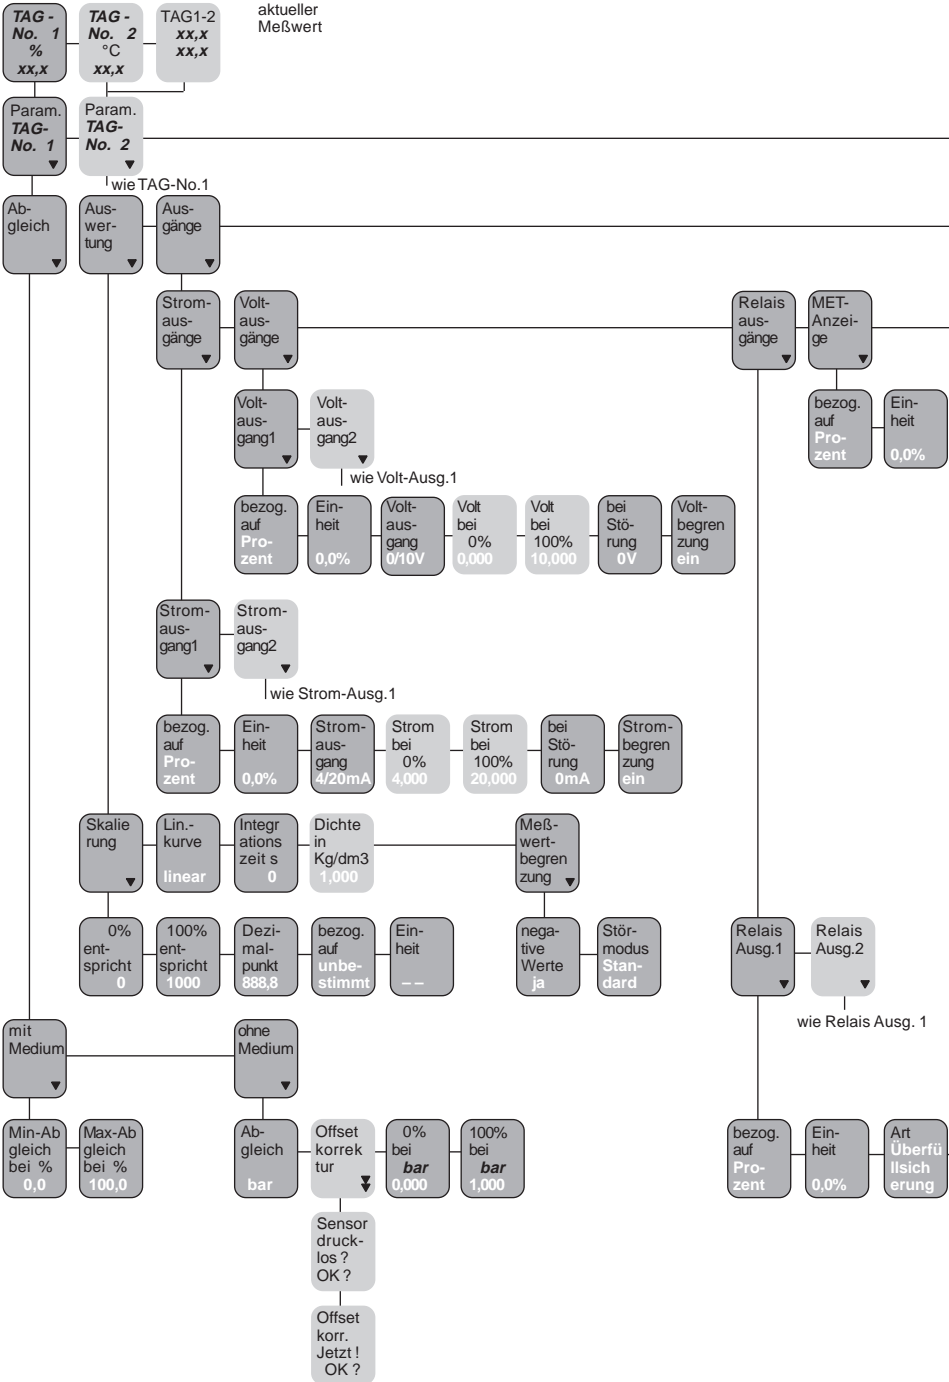 TAG -
No. 1
%
xx,x
TAG -
No. 2
°C
xx,x
TAG1-2
xx,x
xx,x
aktueller
Meßwert
Param.
TAG-
No. 1
Param.
TAG-
No. 2
wie TAG-No.1
Ab-
gleich
Aus-
wer-
tung
Aus-
gänge
Strom-
aus-
gänge
Volt-
aus-
gänge
Relais
aus-
gänge
MET-
Anzei-
ge
Volt-
aus-
gang1
Volt-
aus-
gang2
wie Volt-Ausg.1
bezog.
auf
Pro-
zent
Ein-
heit
0,0%
bezog.
auf
Pro-
zent
Ein-
heit
0,0%
Volt-
aus-
gang
0/10V
Volt
bei
0%
0,000
Volt
bei
100%
10,000
bei
Stö-
rung
0V
Volt-
begren
zung
ein
Strom-
aus-
gang1
Strom-
aus-
gang2
wie Strom-Ausg.1
bezog.
auf
Pro-
zent
Ein-
heit
0,0%
Strom-
aus-
gang
4/20mA
Strom
bei
0%
4,000
Strom
bei
100%
20,000
bei
Stö-
rung
0mA
Strom-
begren
zung
ein
Skalie
rung
Lin.-
kurve
linear
Integr
ations
zeit s
0
Dichte
in
Kg/dm3
1,000
Meß-
wert-
begren
zung
0%
ent-
spricht
0
100%
ent-
spricht
1000
Dezi-
mal-
punkt
888,8
bezog.
auf
unbe-
stimmt
Ein-
heit
– –
nega-
tive
Werte
ja
Stör-
modus
Stan-
dard
Relais
Ausg.1
Relais
Ausg.2
wie Relais Ausg. 1
mit
Medium
ohne
Medium
Min-Ab
gleich
bei %
0,0
Max-Ab
gleich
bei %
100,0
Ab-
gleich
bar
Offset
korrek
tur
0%
bei
bar
0,000
100%
bei
bar
1,000
bezog.
auf
Pro-
zent
Ein-
heit
0,0%
Art
Überfü
llsich
erung
Sensor
druck-
los ?
OK ?
Offset
korr.
Jetzt !
OK ?